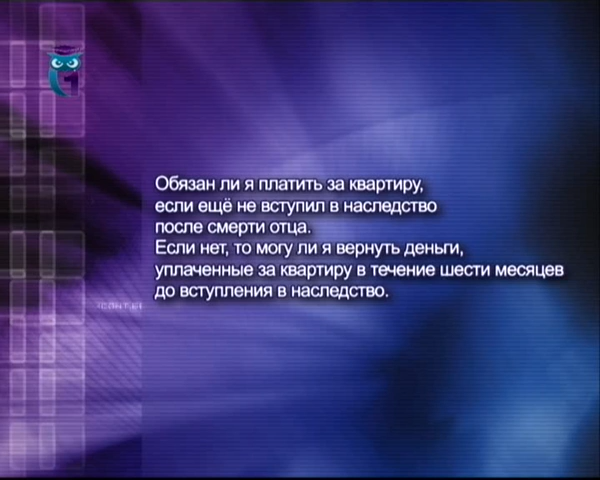 1
Обязан ли я платить за квартиру,
если ещё не вступил в наследство
после смерти отца.
Если нет, то могу ли я вернуть деньги,
уплаченные за квартиру в течение шести месяцев
до вступления в наследство.